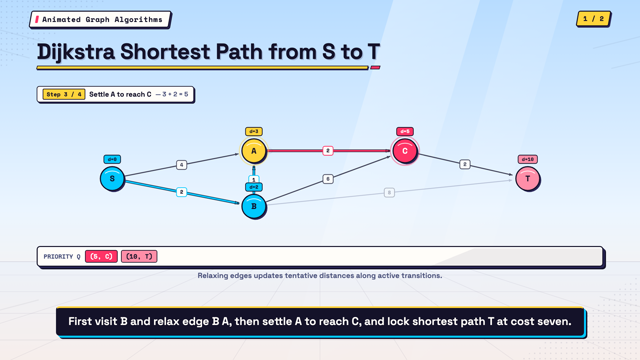 Animated Graph Algorithms
1 / 2
Dijkstra Shortest Path from S to T
Step 3 / 4 Settle A to reach C — 3 + 2 = 5
d=3
d=5
A
2
C
d=0
4
2
d=10
S
1
6
T
2
d=2
B
8
PRIORITY Q (5, C) (10, T)
Relaxing edges updates tentative distances along active transitions.
First visit B and relax edge B A, then settle A to reach C, and lock shortest path T at cost seven.